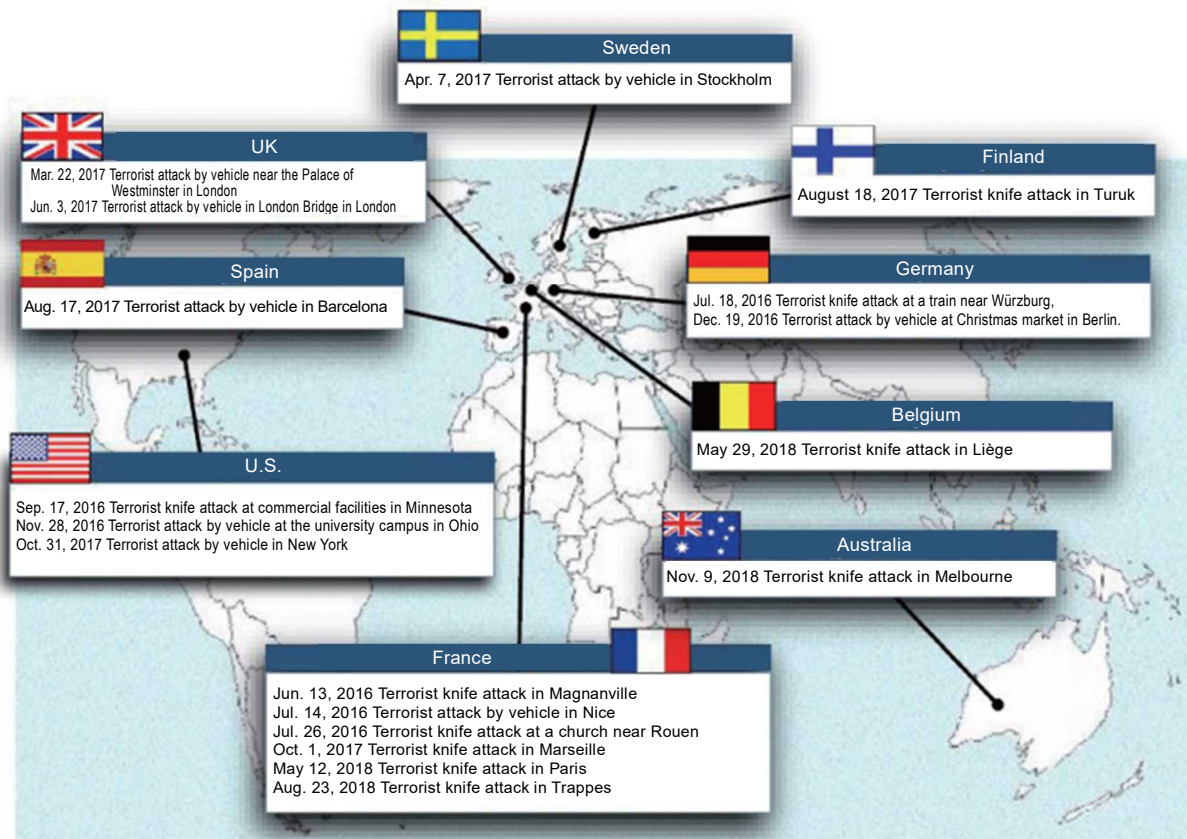 Sweden
Apr. 7, 2017 Terrorist attack by vehicle in Stockholm
UK
Mar. 22, 2017 Terrorist attack by vehicle near the Palace of
Westminster in London
Jun. 3, 2017 Terrorist attack by vehicle in London Bridge in London
Finland
August 18, 2017 Terrorist knife attack in Turuk
Spain
Aug. 17, 2017 Terrorist attack by vehicle in Barcelona
Germany
Jul. 18, 2016 Terrorist knife attack at a train near Würzburg,
Dec. 19, 2016 Terrorist attack by vehicle at Christmas market in Berlin.
Belgium
May 29, 2018 Terrorist knife attack in Liège
U.S.
Sep. 17, 2016 Terrorist knife attack at commercial facilities in Minnesota
Nov. 28, 2016 Terrorist attack by vehicle at the university campus in Ohio
Oct. 31, 2017 Terrorist attack by vehicle in New York
Australia
Nov. 9, 2018 Terrorist knife attack in Melbourne
France
Jun. 13, 2016 Terrorist knife attack in Magnanville
Jul. 14, 2016 Terrorist attack by vehicle in Nice
Jul. 26, 2016 Terrorist knife attack at a church near Rouen
Oct. 1, 2017 Terrorist knife attack in Marseille
May 12, 2018 Terrorist knife attack in Paris
Aug. 23, 2018 Terrorist knife attack in Trappes